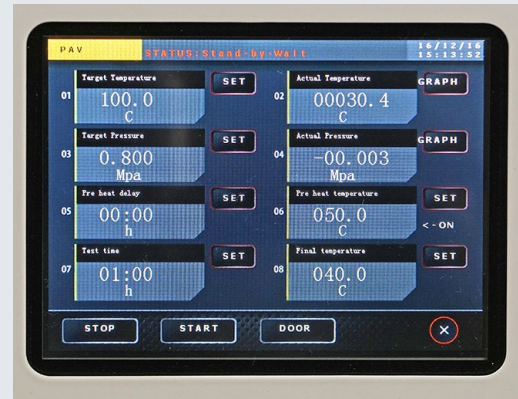 PAV
STATUS:Stand-by-Wait
16/12/16
15:13:52
Target Temperature
SET
01
100.0
C
Actual Temperature
GRAPH
02
00030.4
C
Target Pressure
SET
03
0.800
Mpa
Actual Pressure
GRAPH
04
-00.003
Mpa
Pre heat delay
SET
05
00:00
h
Pre heat temperature
SET
06
050.0
C
<-ON
Test time
SET
07
01:00
h
Final temperature
SET
08
040.0
C
STOP
START
DOOR
×